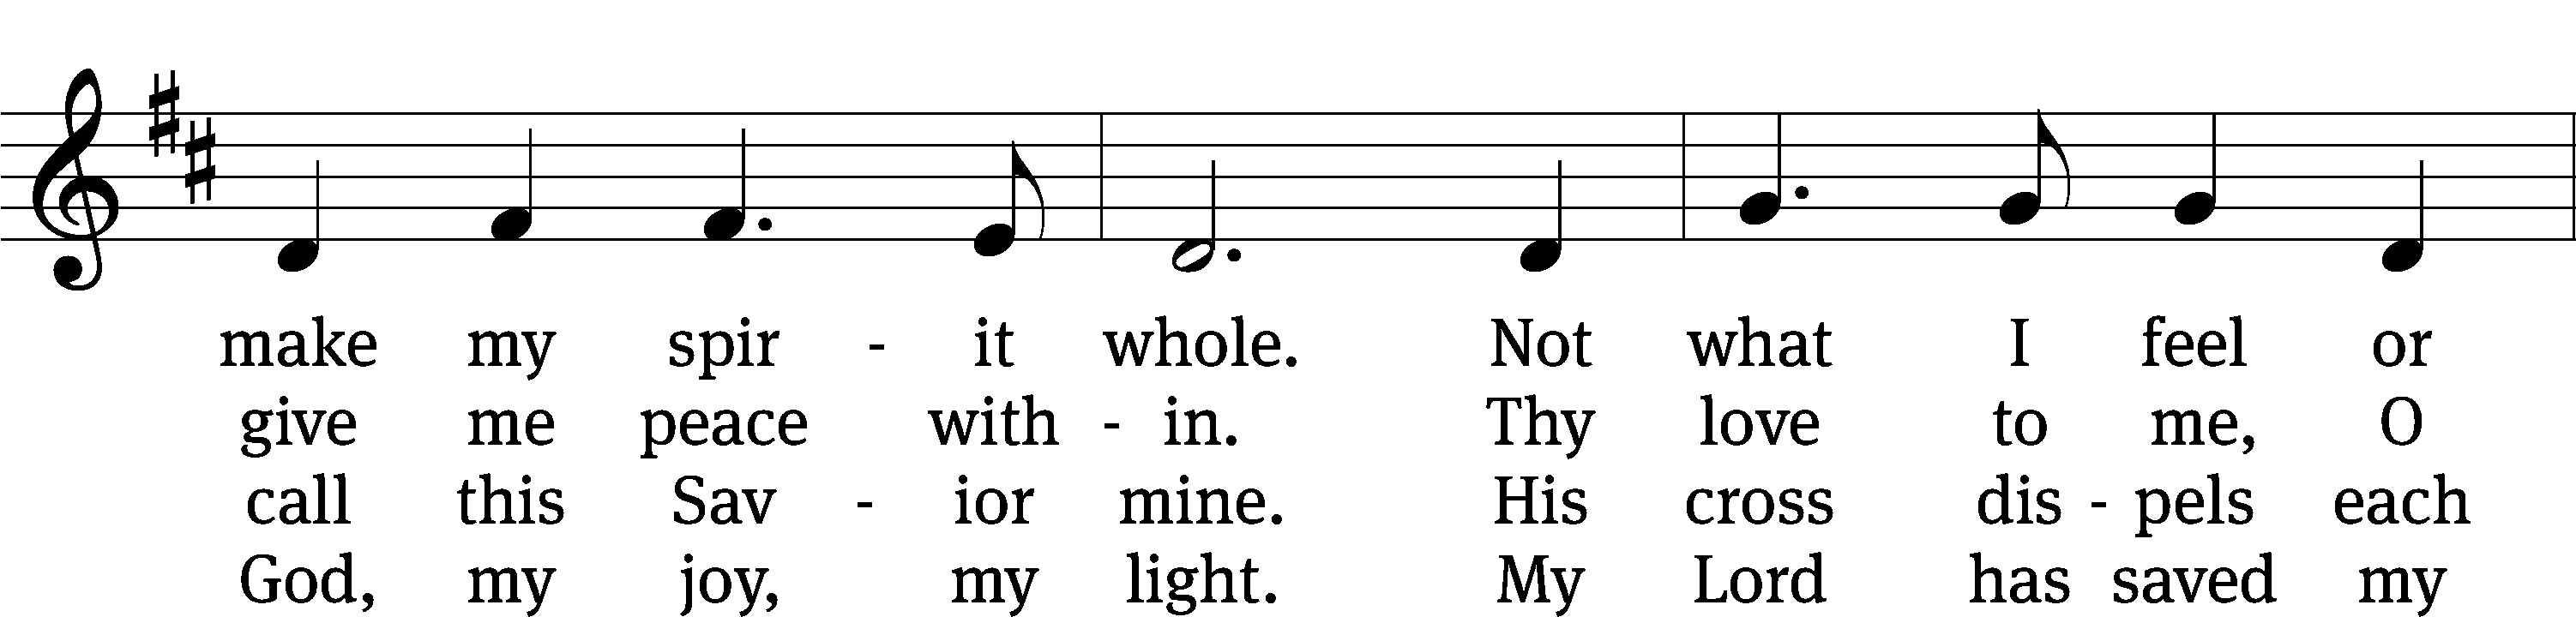 make my spir - it whole. Not what I feel or
give me peace with - in. Thy love to me, O
call this Sav - ior mine. His cross dis - pels each
God, my joy, my light. My Lord has saved my